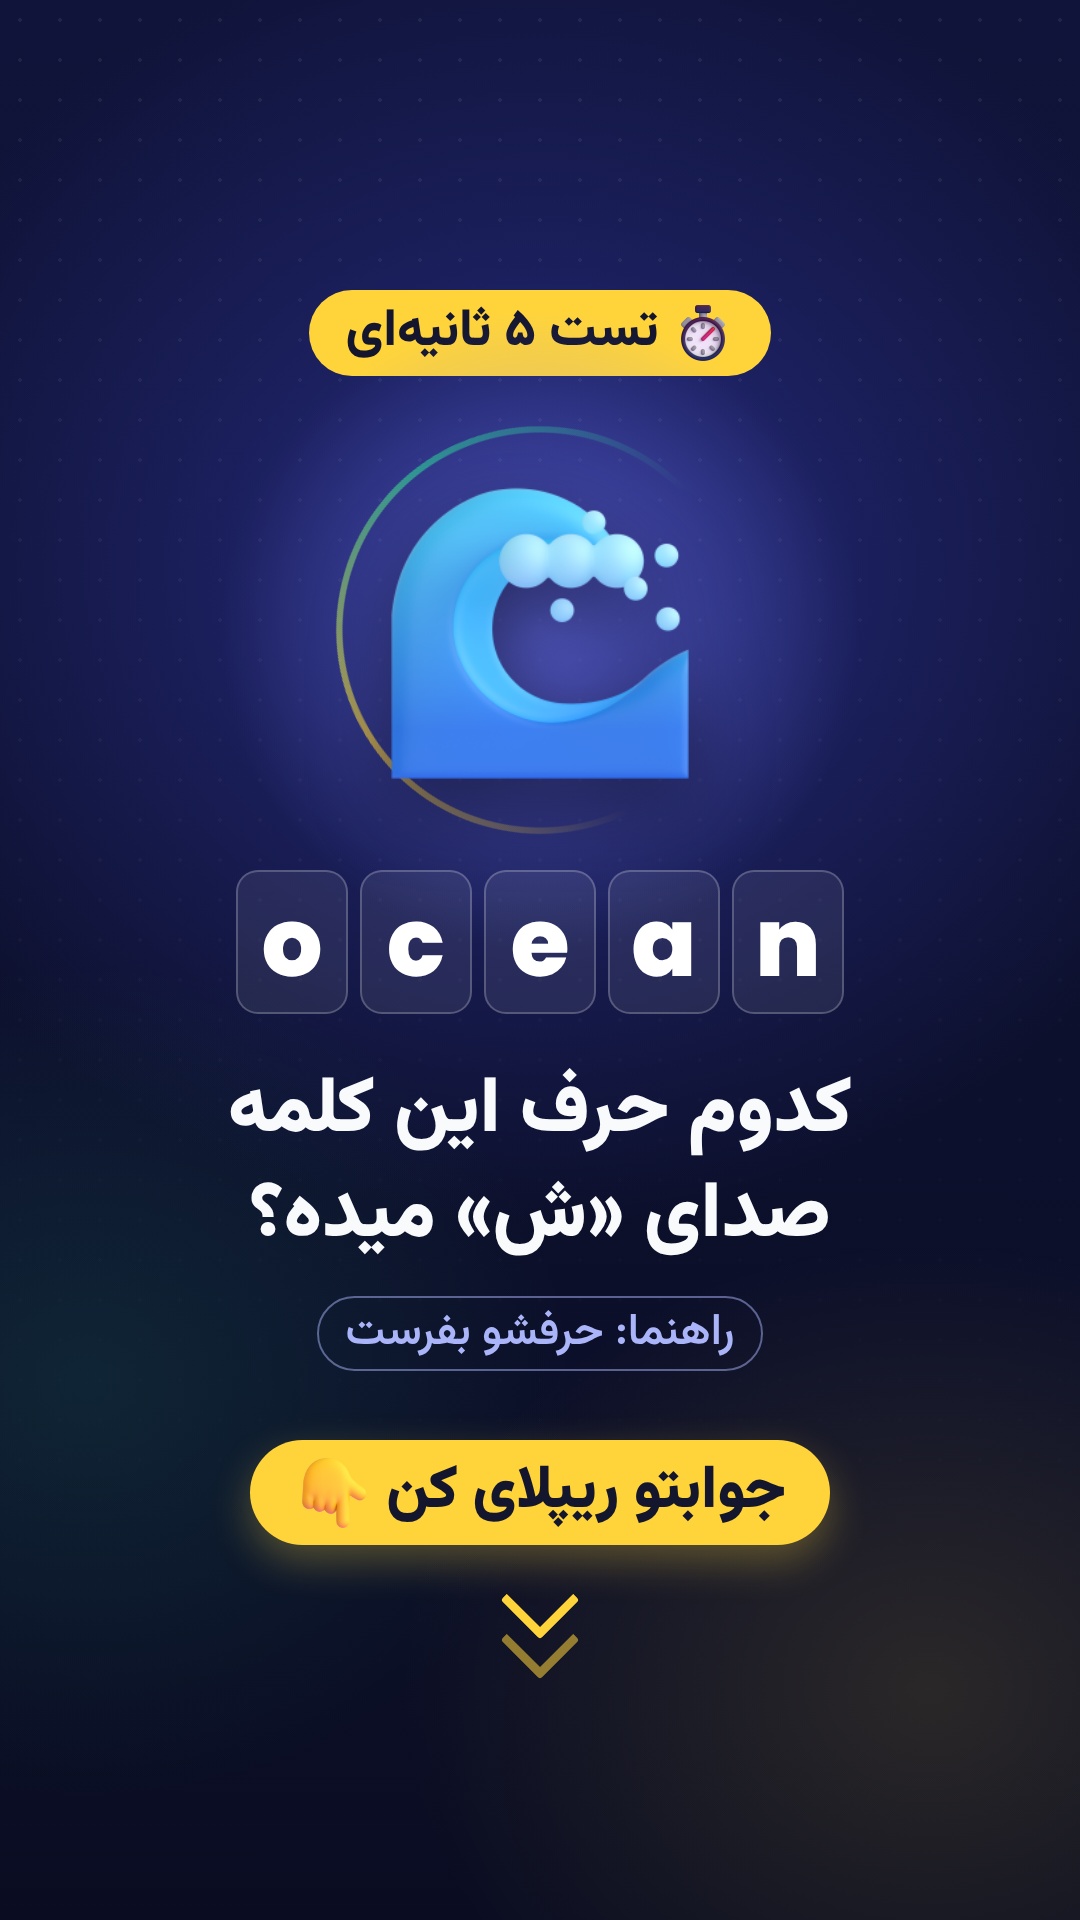 ⏱️ تست ۵ ثانیه‌ای
ocean
کدوم حرف این کلمه
صدای «ش» میده؟
راهنما: حرفشو بفرست
جوابتو ریپلای کن 👇